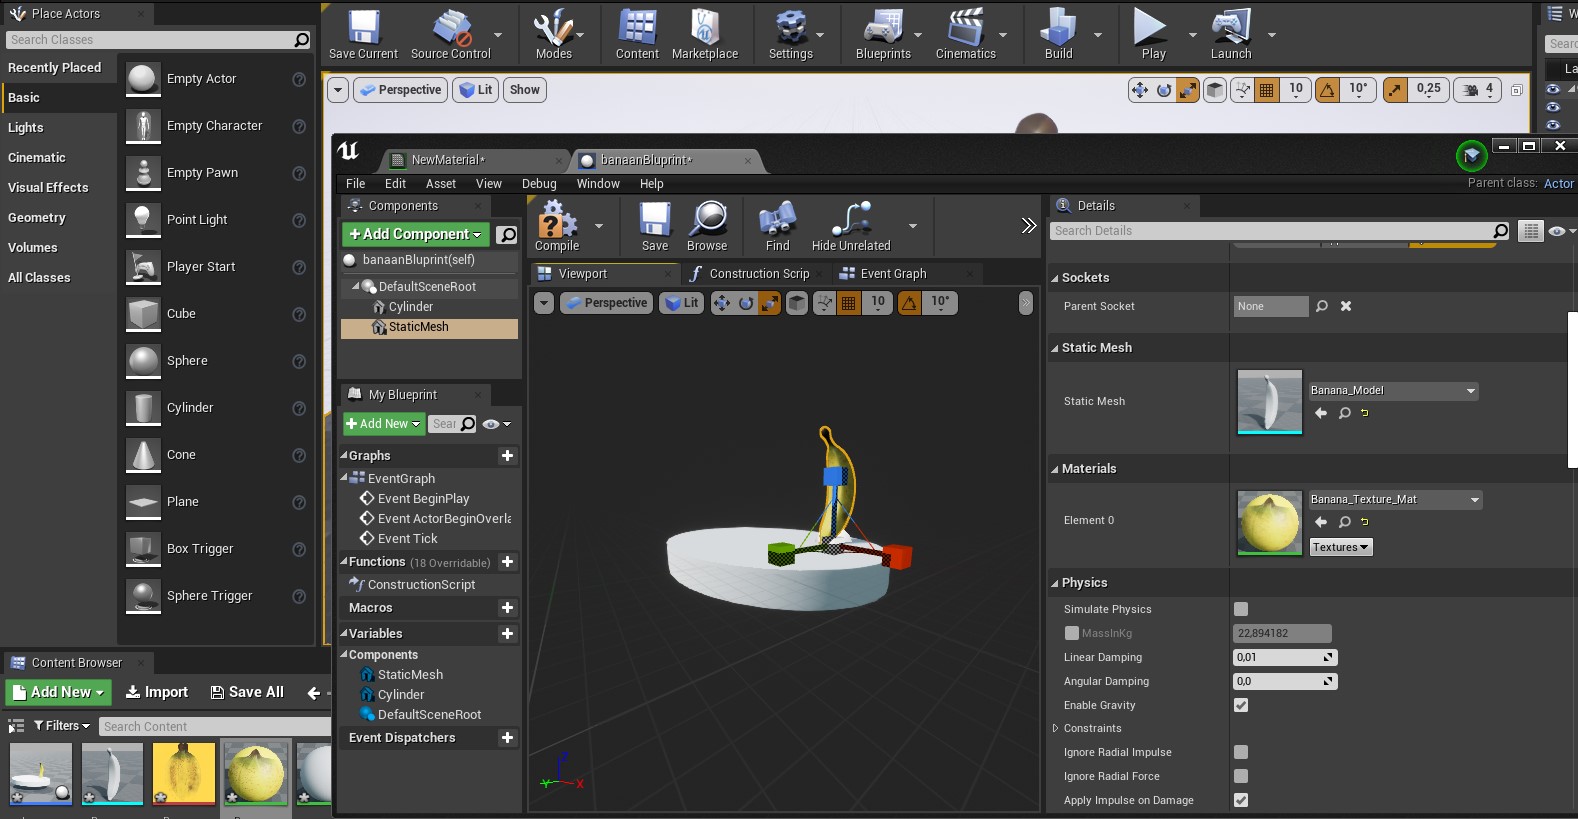 Place Actors
Search Classes
Recently Placed
Basic
Lights
Cinematic
Visual Effects
Geometry
Volumes
All Classes
Empty Actor
Empty Character
Empty Pawn
Point Light
Player Start
Cube
Sphere
Cylinder
Cone
Plane
Box Trigger
Sphere Trigger
Save Current
Source Control
Modes
Content
Marketplace
Settings
Blueprints
Cinematics
Build
Play
Launch
Perspective
Lit
Show
10
10°
0,25
4
Sear
La
NewMaterial*
banaanBluprint*
File Edit Asset View Debug Window Help
Parent class: Actor
Components
+ Add Component
banaanBluprint(self)
DefaultSceneRoot
Cylinder
StaticMesh
My Blueprint
+ Add New
Sear
Graphs
EventGraph
Event BeginPlay
Event ActorBeginOverla
Event Tick
Functions (18 Overridable)
ConstructionScript
Macros
Variables
Components
StaticMesh
Cylinder
DefaultSceneRoot
Event Dispatchers
Compile
Save
Browse
Find
Hide Unrelated
Viewport
Construction Scrip
Event Graph
Perspective
Lit
10
10°
Z
Y
X
Details
Search Details
Sockets
Parent Socket
None
Static Mesh
Static Mesh
Banana_Model
Materials
Element 0
Banana_Texture_Mat
Textures
Physics
Simulate Physics
MassInKg
22,894182
Linear Damping
0,01
Angular Damping
0,0
Enable Gravity
Constraints
Ignore Radial Impulse
Ignore Radial Force
Apply Impulse on Damage
Content Browser
Add New
Import
Save All
Filters
Search Content